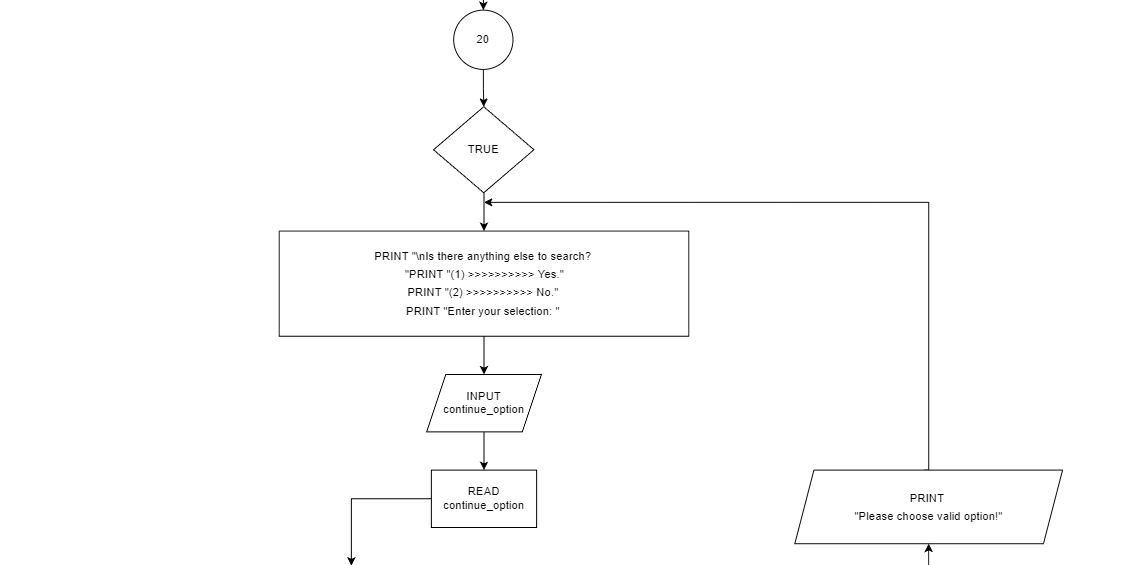 20
TRUE
PRINT "\nIs there anything else to search?
"PRINT "(1) >>>>>>>>>> Yes."
PRINT "(2) >>>>>>>>>> No."
PRINT "Enter your selection: "
INPUT
continue_option
READ
continue_option
PRINT
"Please choose valid option!"